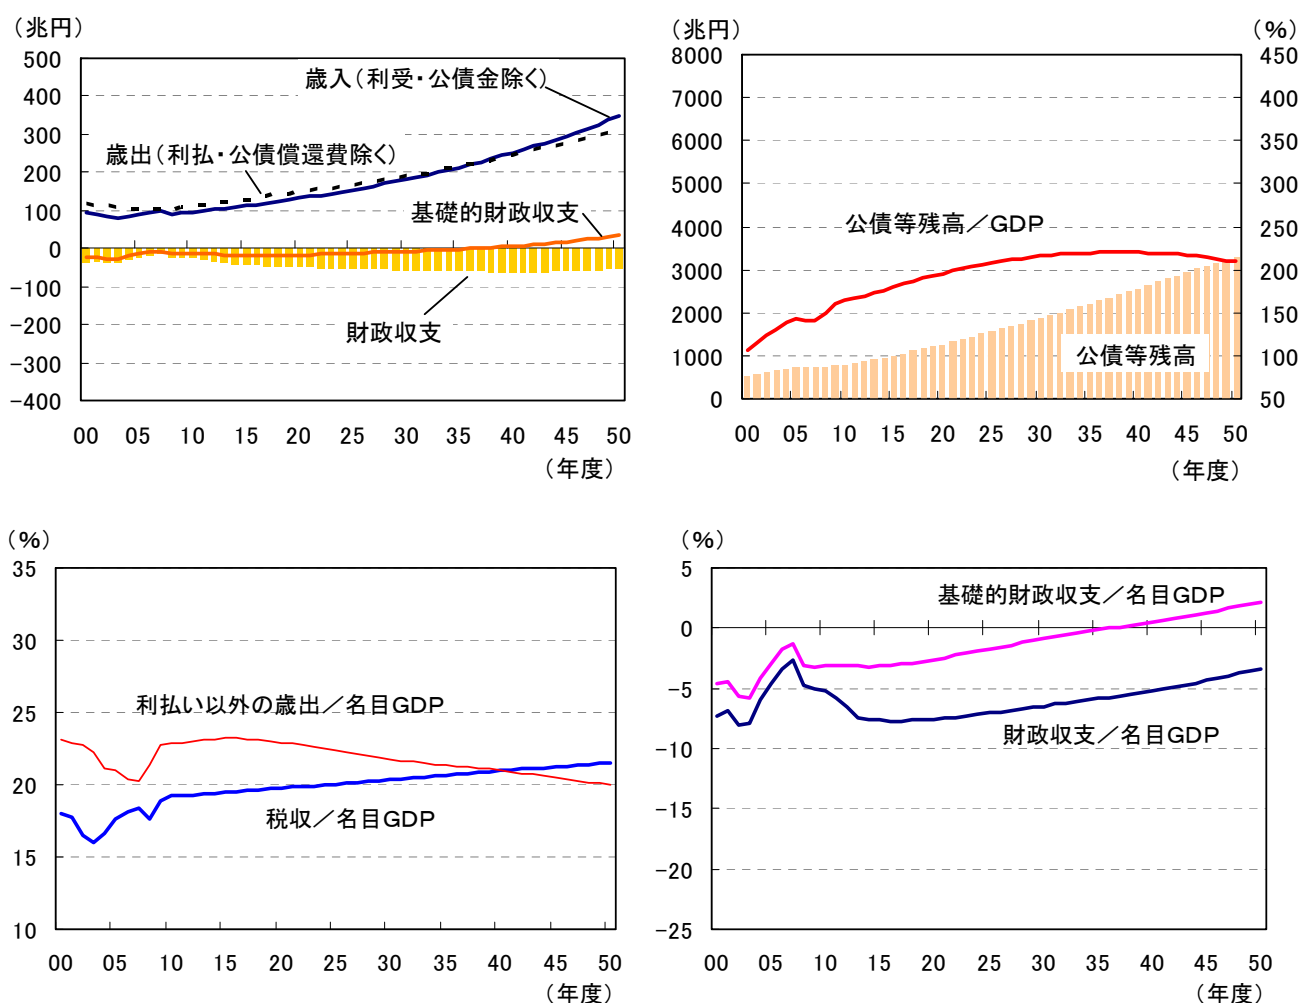 (兆円)
500
400
300
200
100
0
-100
-200
-300
-400
歳入(利受・公債金除く)
歳出(利払・公債償還費除く)
基礎的財政収支
財政収支
00 05 10 15 20 25 30 35 40 45 50
(年度)
(兆円) (%)
8000 450
7000 400
6000 350
5000 300
4000 250
3000 200
2000 150
1000 100
0 50
公債等残高/GDP
公債等残高
00 05 10 15 20 25 30 35 40 45 50
(年度)
(%)
35
30
25
20
15
10
利払い以外の歳出/名目GDP
税収/名目GDP
00 05 10 15 20 25 30 35 40 45 50
(年度)
(%)
5
0
-5
-10
-15
-20
-25
基礎的財政収支/名目GDP
財政収支/名目GDP
00 05 10 15 20 25 30 35 40 45 50
(年度)